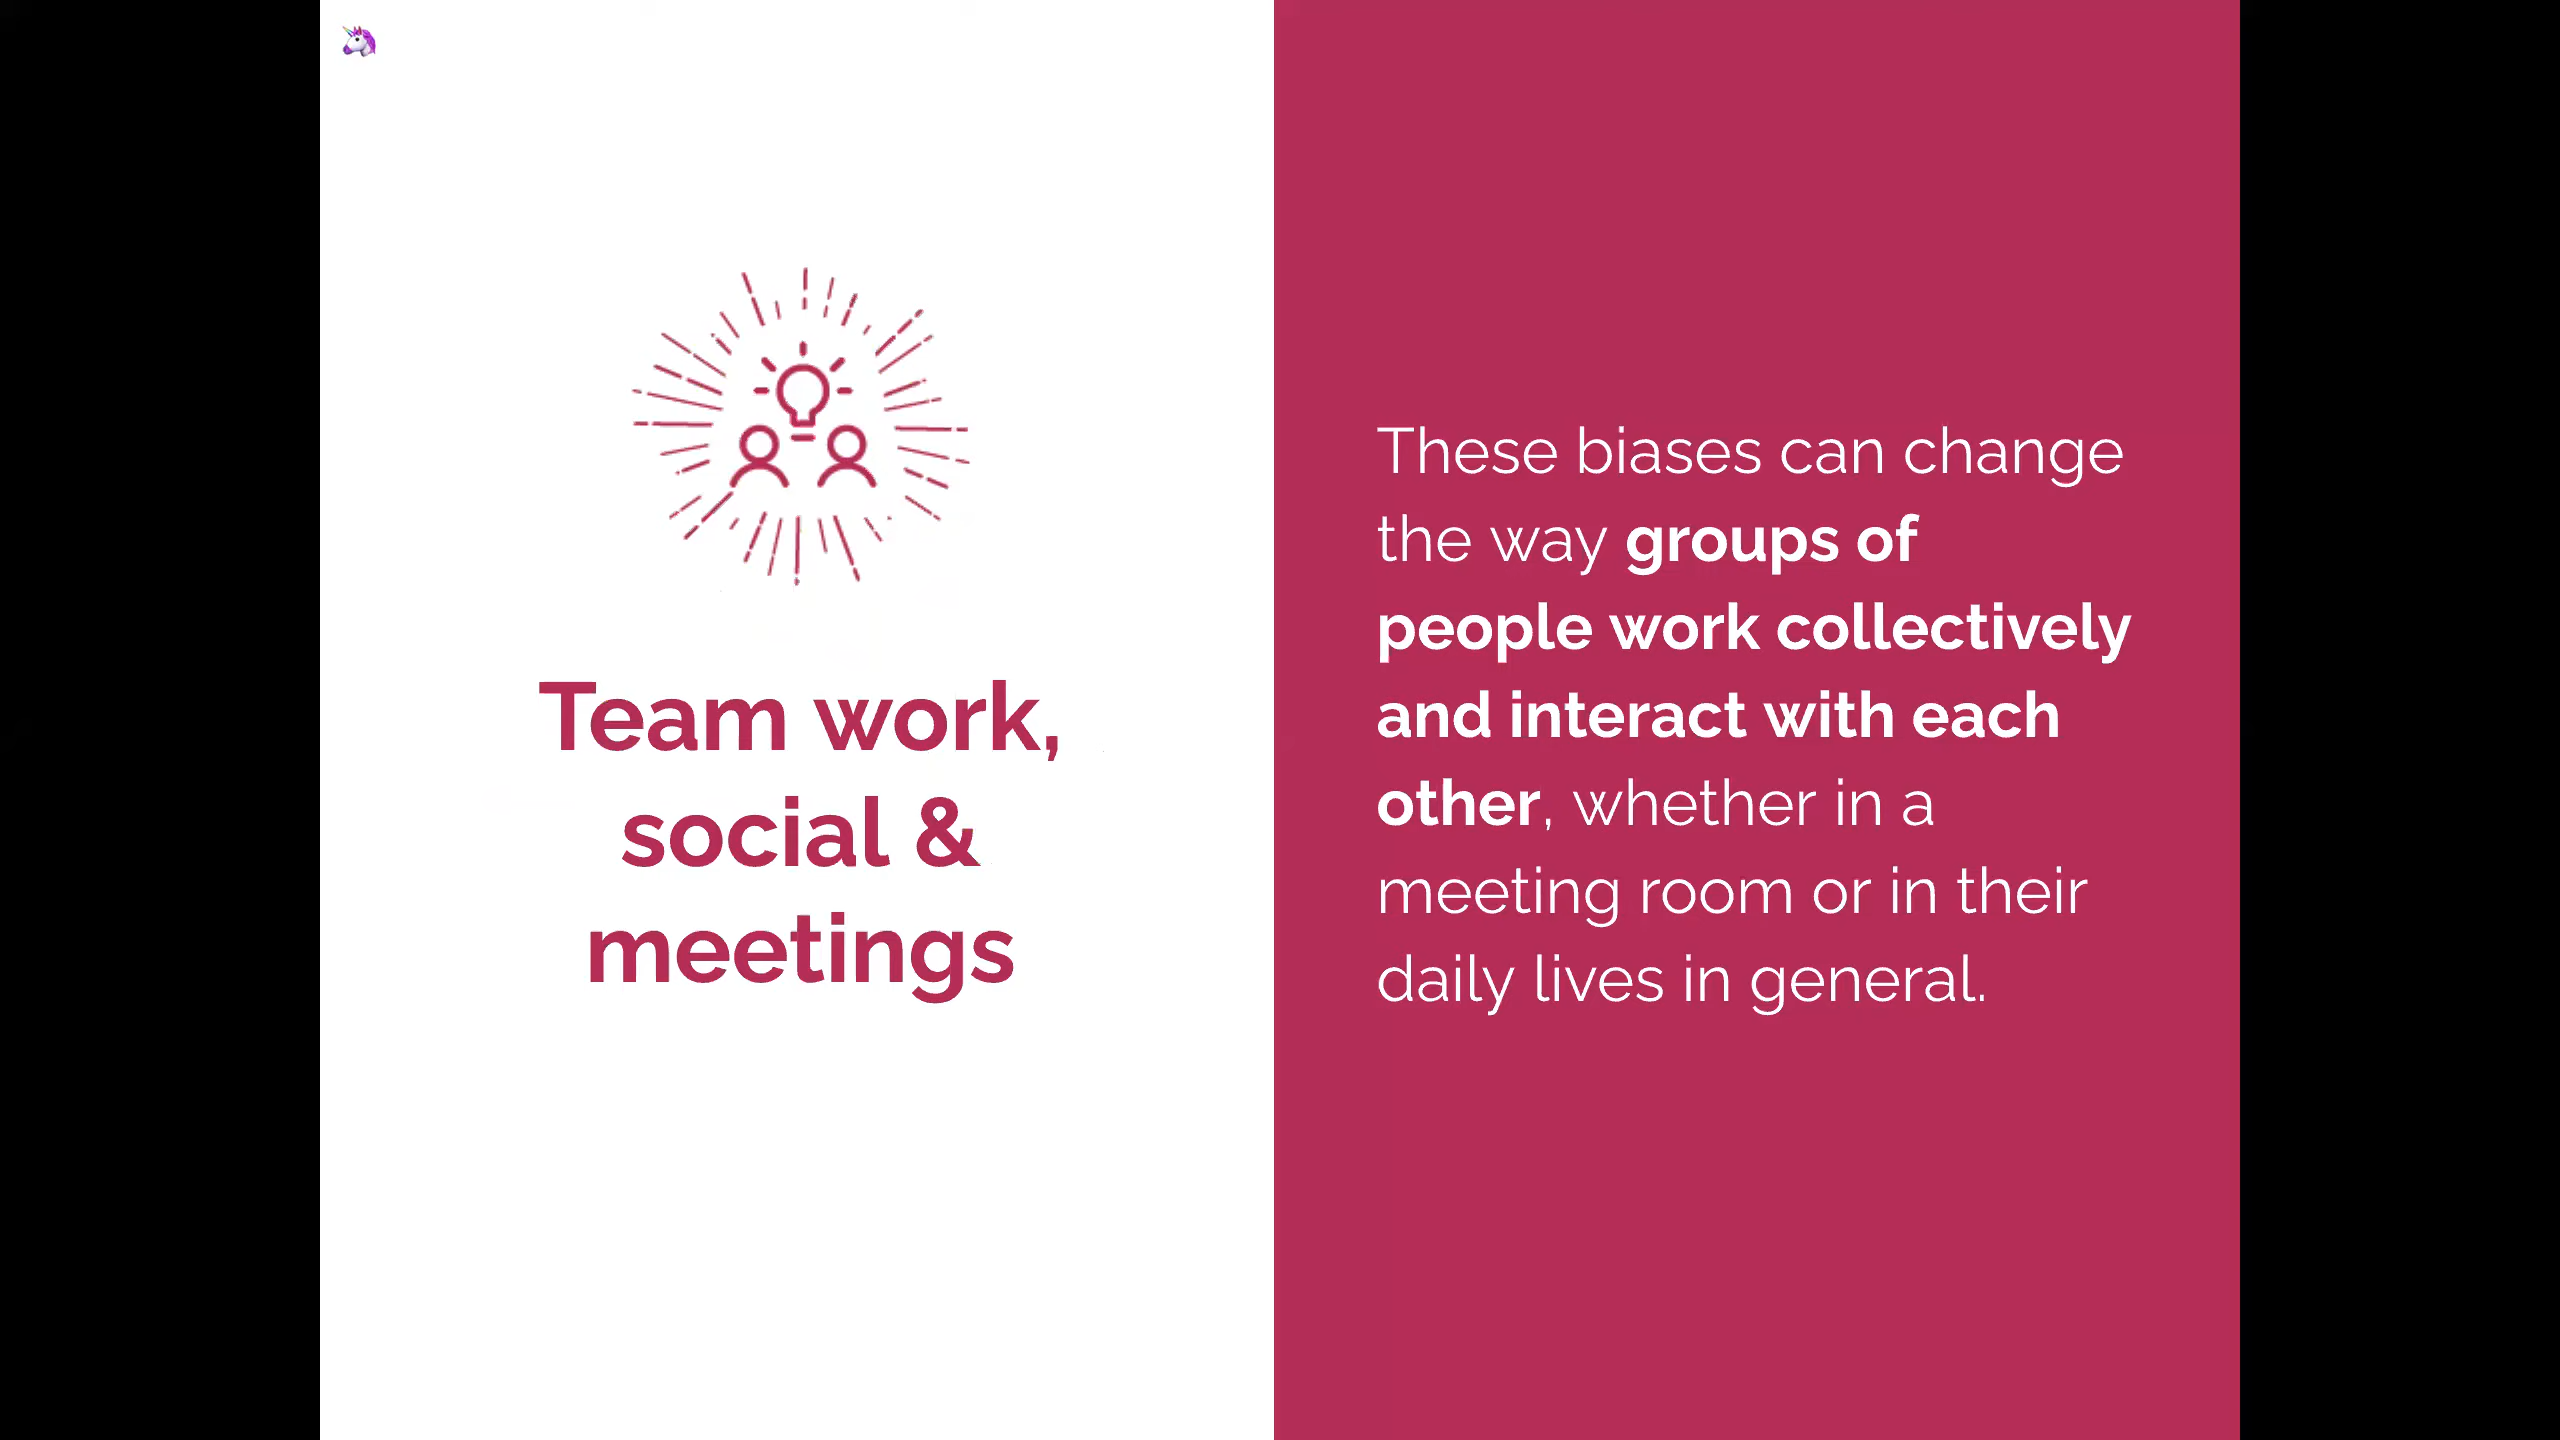 Team work,
social &
meetings
These biases can change
the way groups of
people work collectively
and interact with each
other, whether in a
meeting room or in their
daily lives in general.